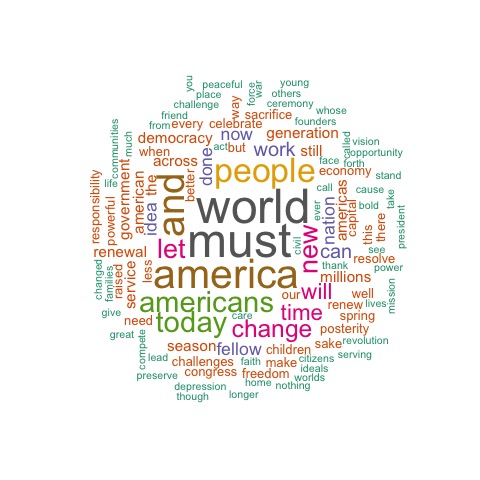 you
peaceful
war
force
young
place
others
challenge
way
ceremony
friend
sacrifice
whose
from
every
celebrate
founders
communities
much
democracy
now
generation
called
vision
when
done
act
but
work
still
face
opportunity
forth
across
better
people
economy
stand
life
the
idea
american
government
powerful
responsibility
and
world
call
americas
nation
capital
cause
bold
take
president
ever
this
there
must
civil
new
can
see
let
renewal
thank
resolve
changed
families
raised
service
less
america
millions
power
will
our
well
lives
mission
give
americans
care
time
renew
spring
need
today
change
posterity
great
compete
season
fellow
children
sake
revolution
lead
challenges
faith
make
citizens
serving
preserve
congress
freedom
ideals
worlds
depression
home
nothing
though
longer